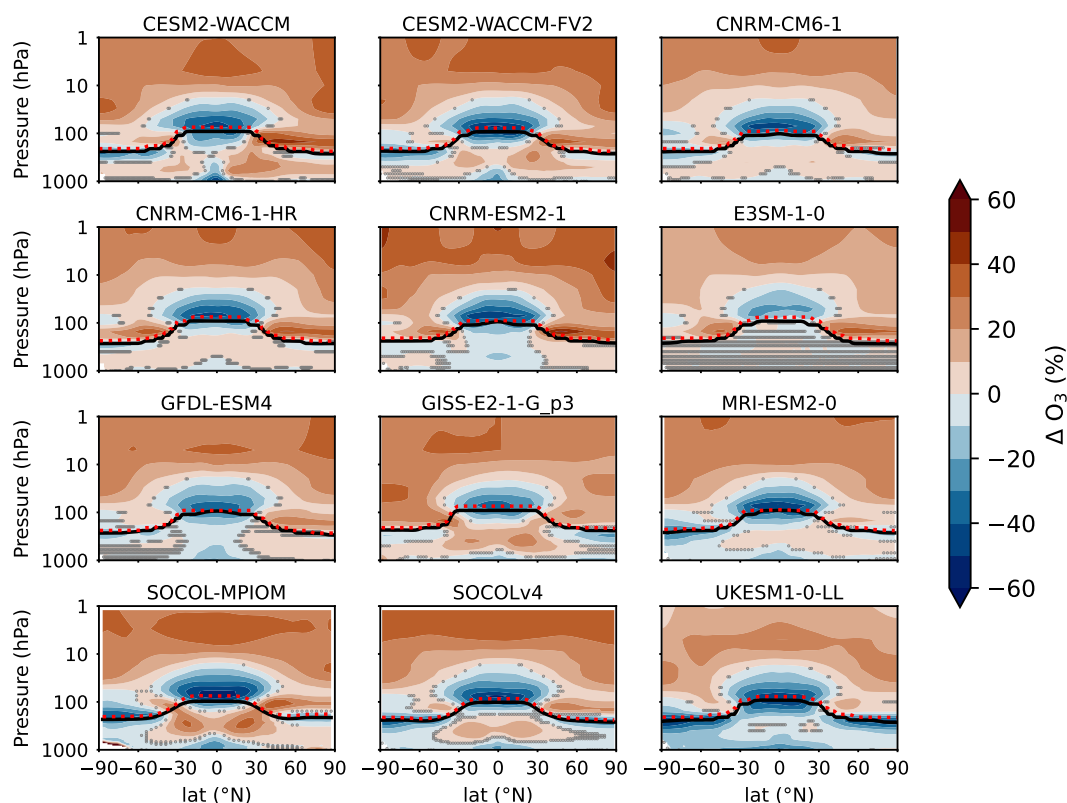 CESM2-WACCM CESM2-WACCM-FV2 CNRM-CM6-1
Pressure (hPa)
1
10
100
1000
CNRM-CM6-1-HR CNRM-ESM2-1 E3SM-1-0
Pressure (hPa)
1
10
100
1000
GFDL-ESM4 GISS-E2-1-G_p3 MRI-ESM2-0
Pressure (hPa)
1
10
100
1000
SOCOL-MPIOM SOCOLv4 UKESM1-0-LL
Pressure (hPa)
1
10
100
1000
−90 −60 −30 0 30 60 90 −60 −30 0 30 60 90 −60 −30 0 30 60 90
lat (°N) lat (°N) lat (°N)
60
40
20
0
−20
−40
−60
Δ O₃ (%)